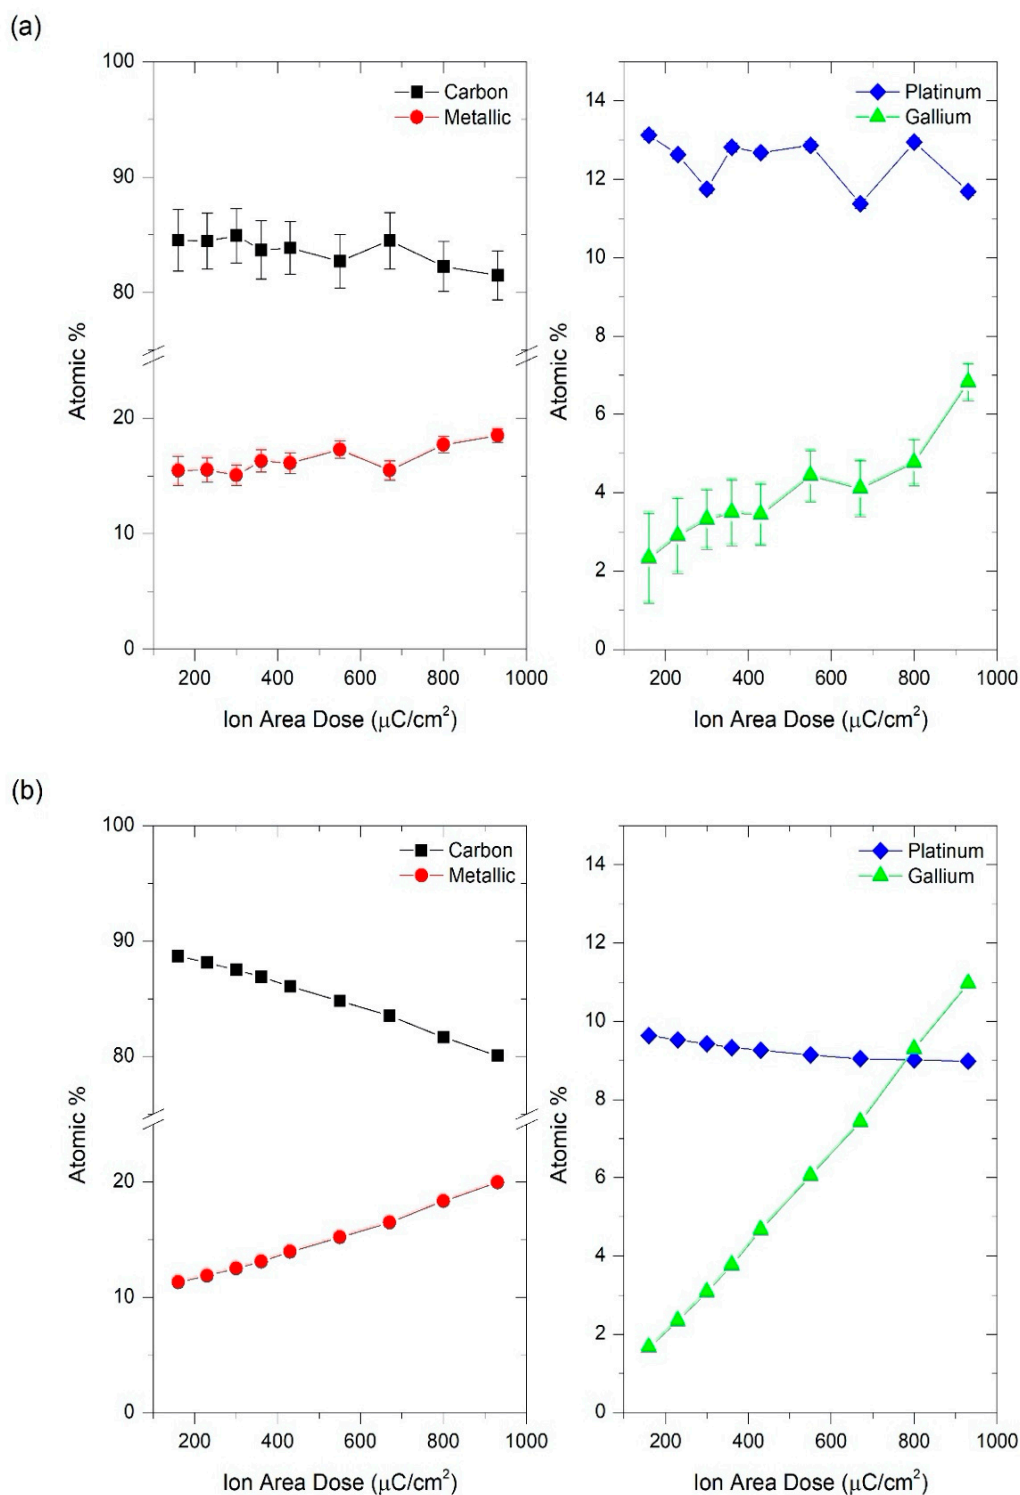 (a)
100
90
80
20
10
0
Atomic %
Carbon
Metallic
200 400 600 800 1000
Ion Area Dose (μC/cm²)
14
12
10
8
6
4
2
0
Atomic %
Platinum
Gallium
200 400 600 800 1000
Ion Area Dose (μC/cm²)
(b)
100
90
80
20
10
0
Atomic %
Carbon
Metallic
200 400 600 800 1000
Ion Area Dose (μC/cm²)
14
12
10
8
6
4
2
0
Atomic %
Platinum
Gallium
200 400 600 800 1000
Ion Area Dose (μC/cm²)